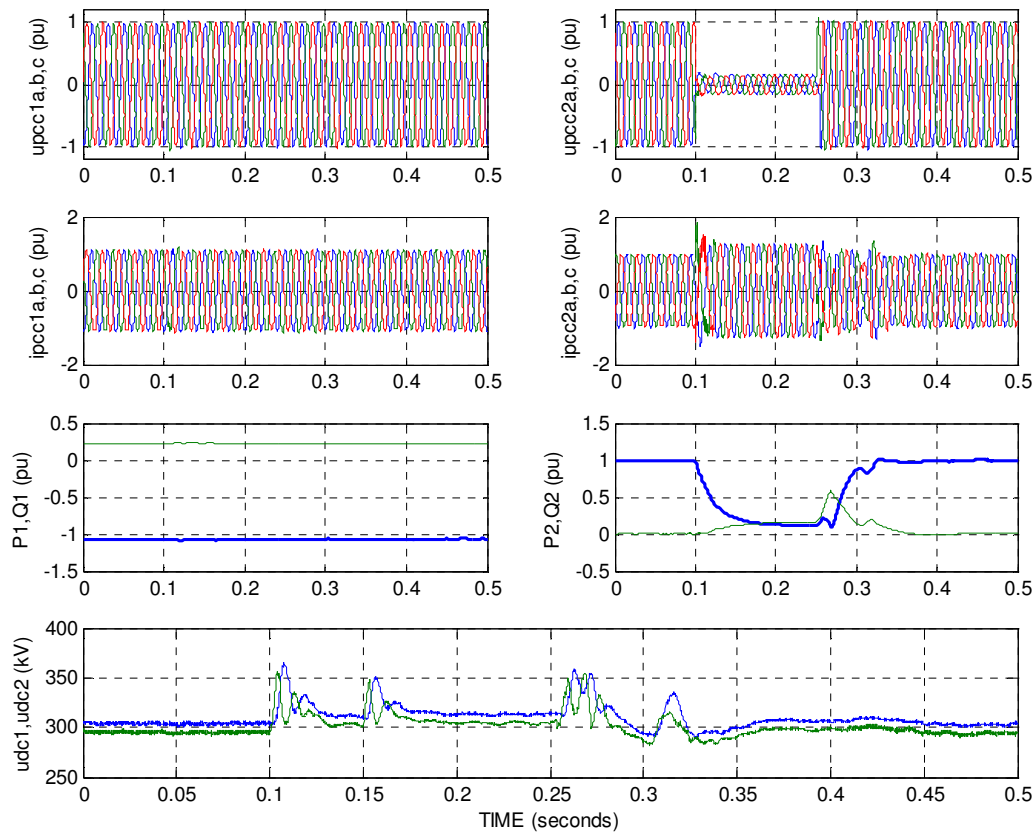 upcc1a,b,c (pu)
1
0
-1
0 0.1 0.2 0.3 0.4 0.5
upcc2a,b,c (pu)
1
0
-1
0 0.1 0.2 0.3 0.4 0.5
ipcc1a,b,c (pu)
2
0
-2
0 0.1 0.2 0.3 0.4 0.5
ipcc2a,b,c (pu)
2
0
-2
0 0.1 0.2 0.3 0.4 0.5
P1,Q1 (pu)
0.5
0
-0.5
-1
-1.5
0 0.1 0.2 0.3 0.4 0.5
P2,Q2 (pu)
1.5
1
0.5
0
-0.5
0 0.1 0.2 0.3 0.4 0.5
udc1,udc2 (kV)
400
350
300
250
0 0.05 0.1 0.15 0.2 0.25 0.3 0.35 0.4 0.45 0.5
TIME (seconds)